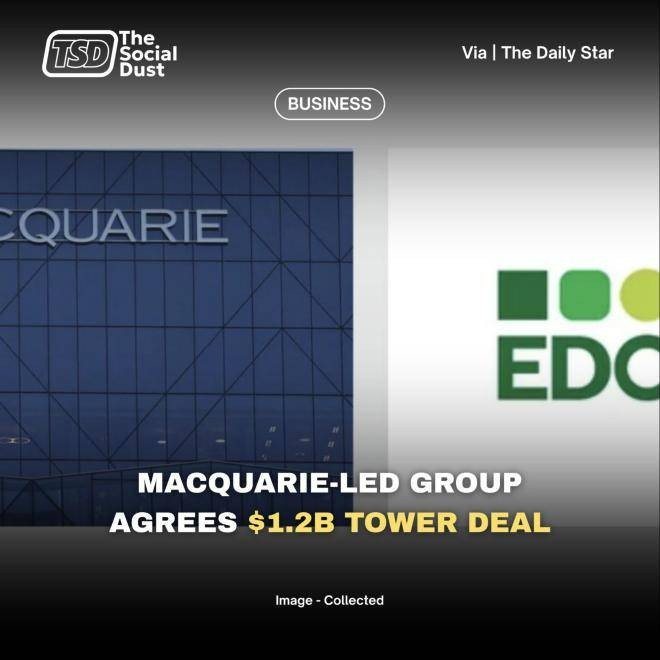 TSD The
Social
Dust
Via | The Daily Star
BUSINESS
CQUARIE
EDO
MACQUARIE-LED GROUP
AGREES $1.2B TOWER DEAL
Image - Collected